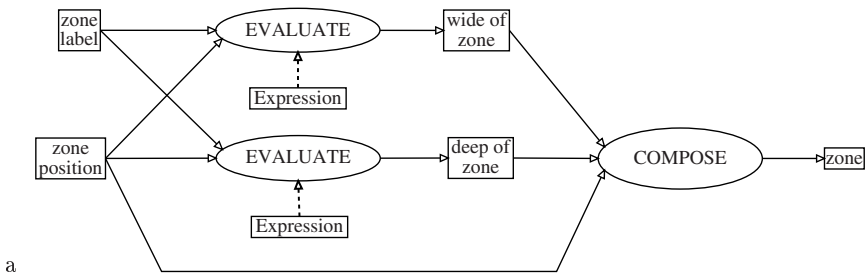 zone
label
EVALUATE
wide of
zone
Expression
zone
position
EVALUATE
deep of
zone
COMPOSE
zone
Expression
a